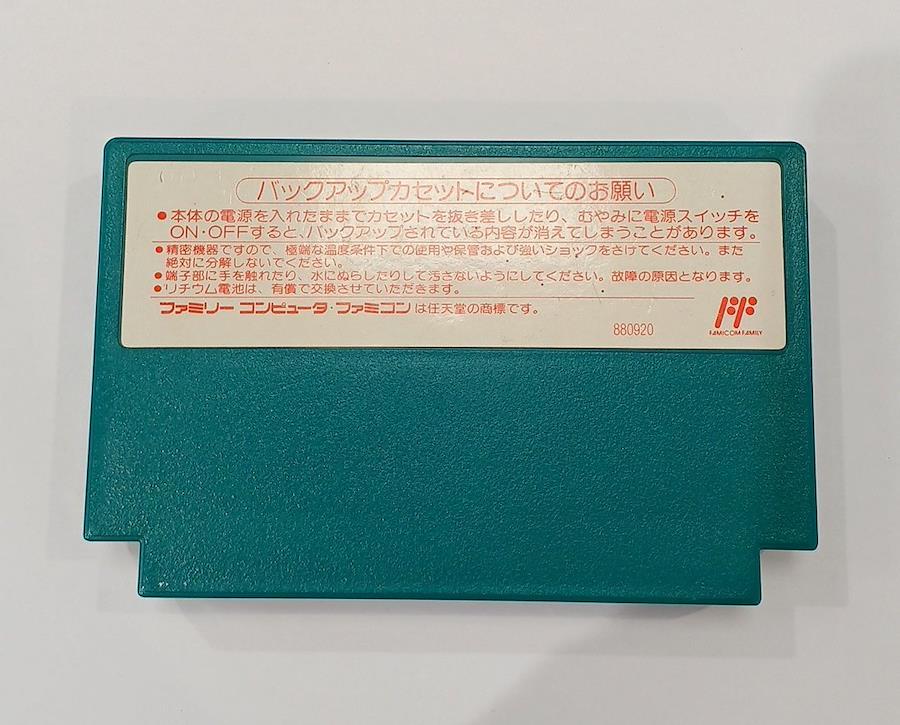 バックアップカセットについてのお願い
●本体の電源を入れたままでカセットを抜き差ししたり、むやみに電源スイッチを
ON・OFFすると、バックアップされている内容が消えてしまうことがあります。
●精密機器ですので、極端な温度条件下での使用や保管および強いショックをさけてください。また
絶対に分解しないでください。
●端子部に手を触れたり、水にぬらしたりして汚さないようにしてください。故障の原因となります。
●リチウム電池は、有償で交換させていただきます。
ファミリー コンピュータ・ファミコンは任天堂の商標です。
880920
FAMICOM FAMILY